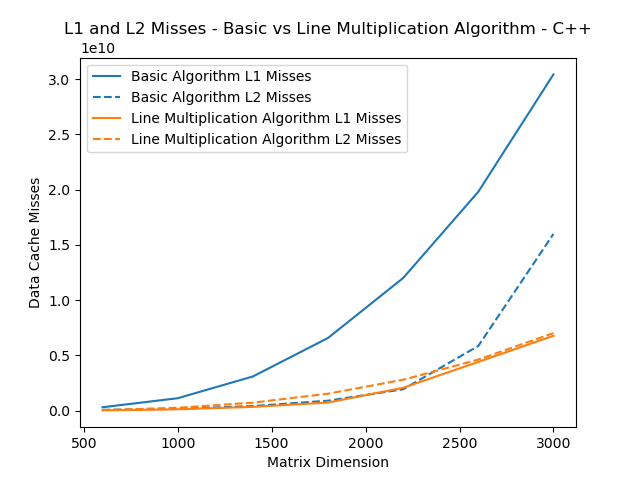 L1 and L2 Misses - Basic vs Line Multiplication Algorithm - C++
1e10
Basic Algorithm L1 Misses
Basic Algorithm L2 Misses
Line Multiplication Algorithm L1 Misses
Line Multiplication Algorithm L2 Misses
3.0
2.5
2.0
1.5
1.0
0.5
0.0
Data Cache Misses
500 1000 1500 2000 2500 3000
Matrix Dimension